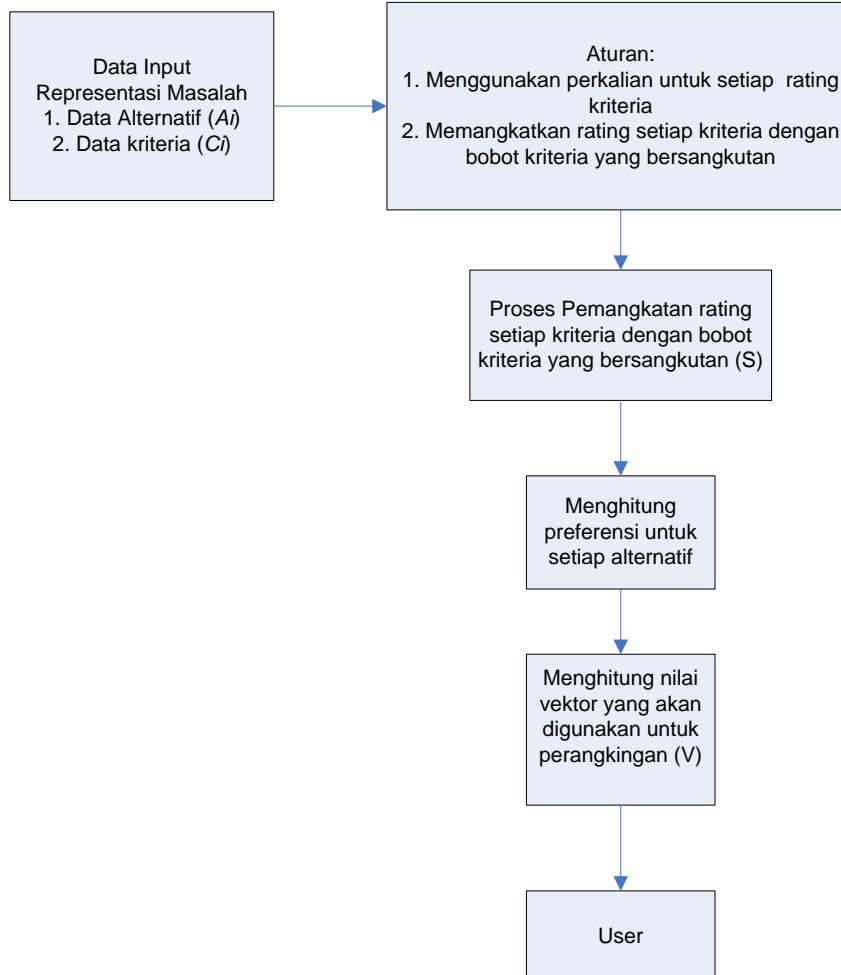 Data Input
Representasi Masalah
1. Data Alternatif (Ai)
2. Data kriteria (Ci)
Aturan:
1. Menggunakan perkalian untuk setiap rating
kriteria
2. Memangkatkan rating setiap kriteria dengan
bobot kriteria yang bersangkutan
Proses Pemangkatan rating
setiap kriteria dengan bobot
kriteria yang bersangkutan (S)
Menghitung
preferensi untuk
setiap alternatif
Menghitung nilai
vektor yang akan
digunakan untuk
perangkingan (V)
User